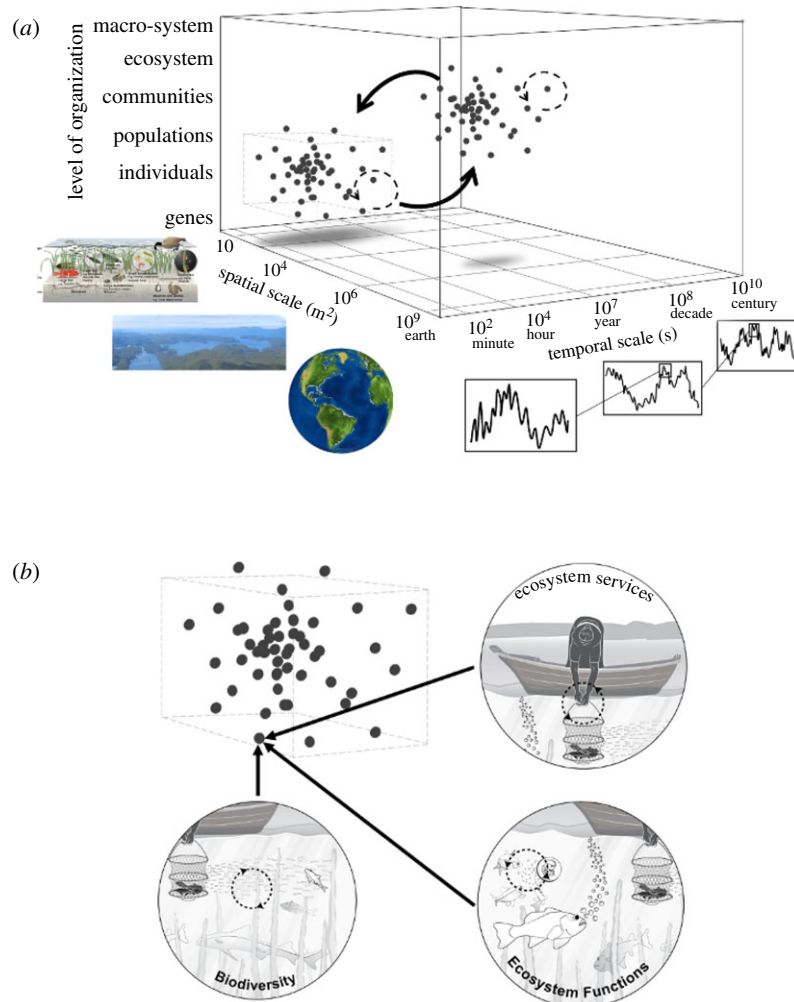 (a)
level of organization
macro-system
ecosystem
communities
populations
individuals
genes
10
10⁴
10⁶
10⁹
earth
spatial scale (m²)
10²
minute
10⁴
hour
10⁷
year
10⁸
decade
10¹⁰
century
temporal scale (s)
(b)
ecosystem services
Biodiversity
Ecosystem Functions